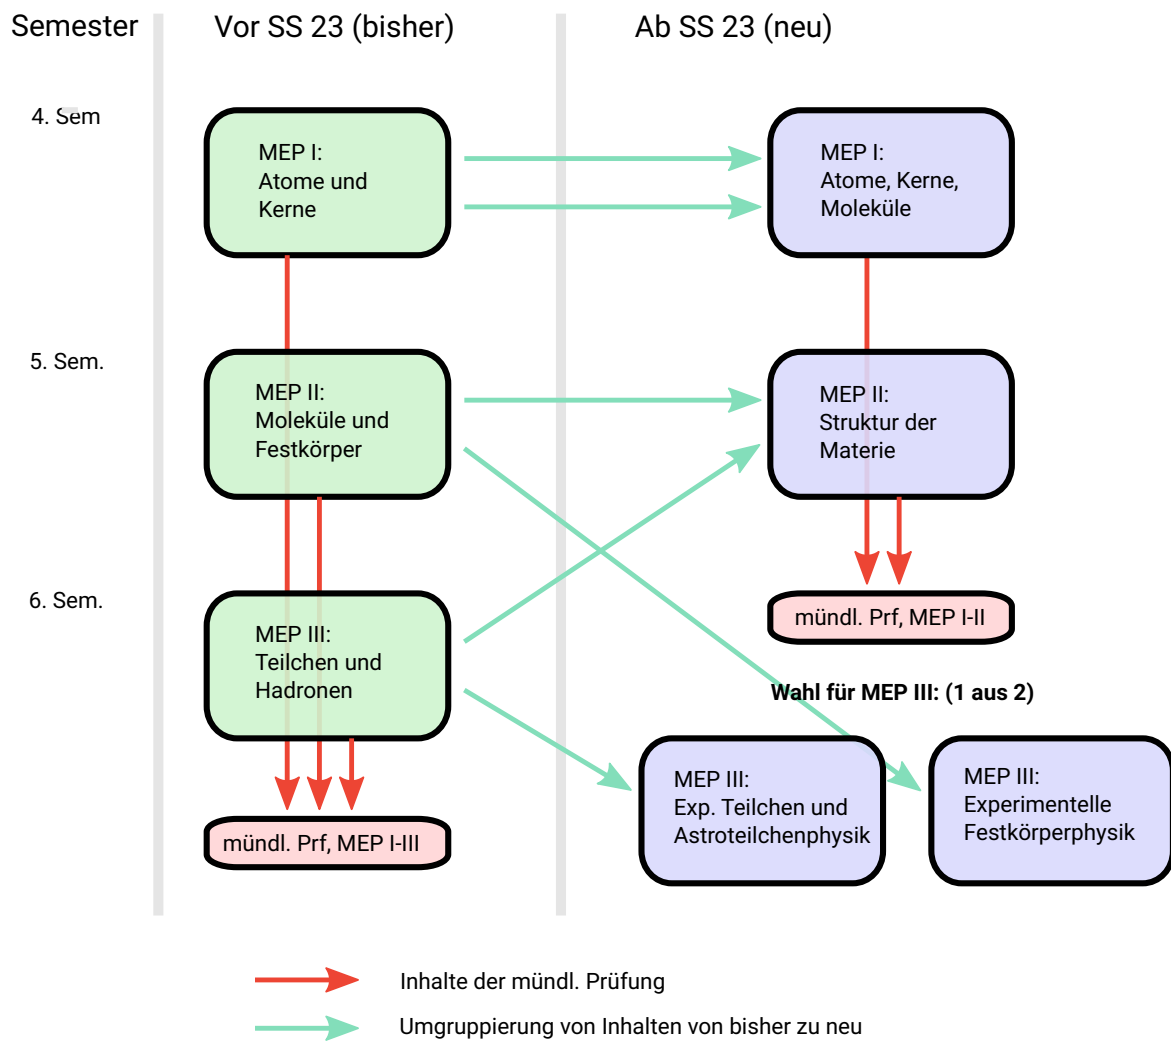 Semester
Vor SS 23 (bisher)
Ab SS 23 (neu)
4. Sem
MEP I:
Atome und
Kerne
MEP I:
Atome, Kerne,
Moleküle
5. Sem.
MEP II:
Moleküle und
Festkörper
MEP II:
Struktur der
Materie
6. Sem.
MEP III:
Teilchen und
Hadronen
mündl. Prf, MEP I-II
Wahl für MEP III: (1 aus 2)
MEP III:
Exp. Teilchen und
Astroteilchenphysik
MEP III:
Experimentelle
Festkörperphysik
mündl. Prf, MEP I-III
Inhalte der mündl. Prüfung
Umgruppierung von Inhalten von bisher zu neu